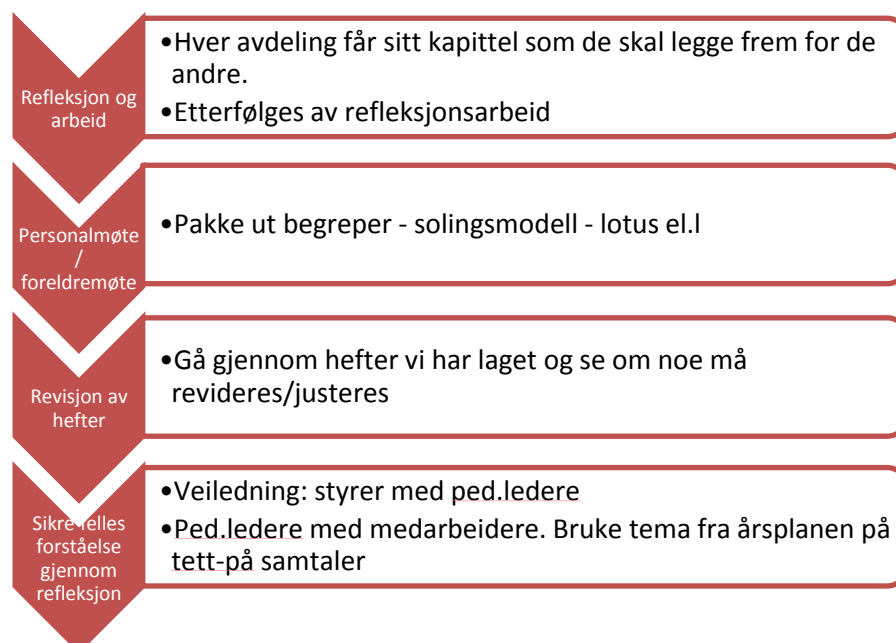 Refleksjon og
arbeid
•Hver avdeling får sitt kapittel som de skal legge frem for de
andre.
•Etterfølges av refleksjonsarbeid
Personalmøte
/
foreldremøte
•Pakke ut begreper - solingsmodell - lotus el.l
Revisjon av
hefter
•Gå gjennom hefter vi har laget og se om noe må
revideres/justeres
Sikre felles
forståelse
gjennom
refleksjon
•Veiledning: styrer med ped.ledere
•Ped.ledere med medarbeidere. Bruke tema fra årsplanen på
tett-på samtaler